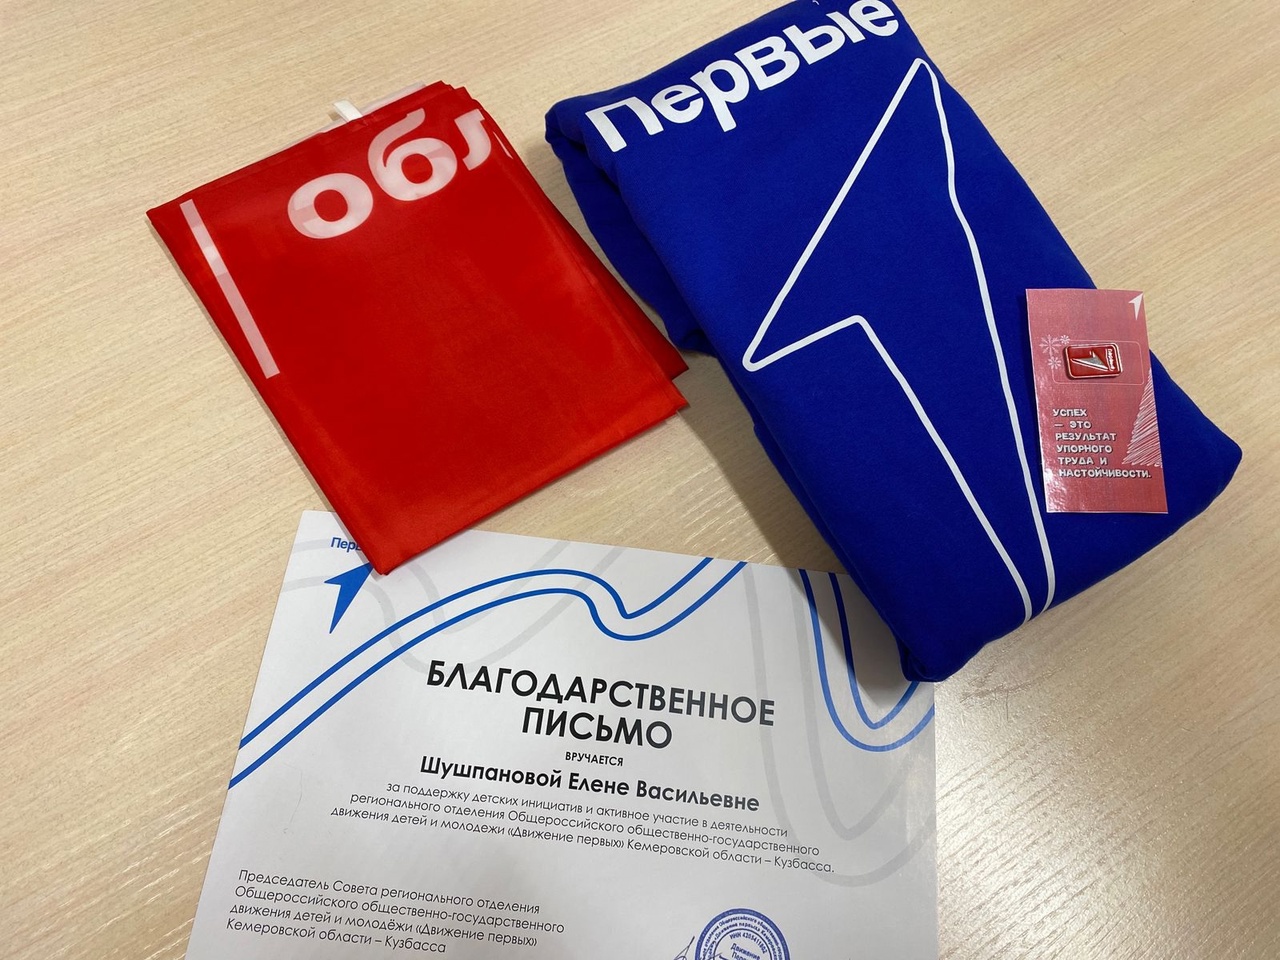 обл
Первые
УСПЕХ
— ЭТО
РЕЗУЛЬТАТ
УПОРНОГО
ТРУДА И
НАСТОЙЧИВОСТИ.
БЛАГОДАРСТВЕННОЕ
ПИСЬМО
ВРУЧАЕТСЯ
Шушпановой Елене Васильевне
за поддержку детских инициатив и активное участие в деятельности
регионального отделения Общероссийского общественно-государственного
движения детей и молодежи «Движение первых» Кемеровской области – Кузбасса.
Председатель Совета регионального отделения
Общероссийского общественно-государственного
движения детей и молодёжи «Движение первых»
Кемеровской области – Кузбасса
Движение